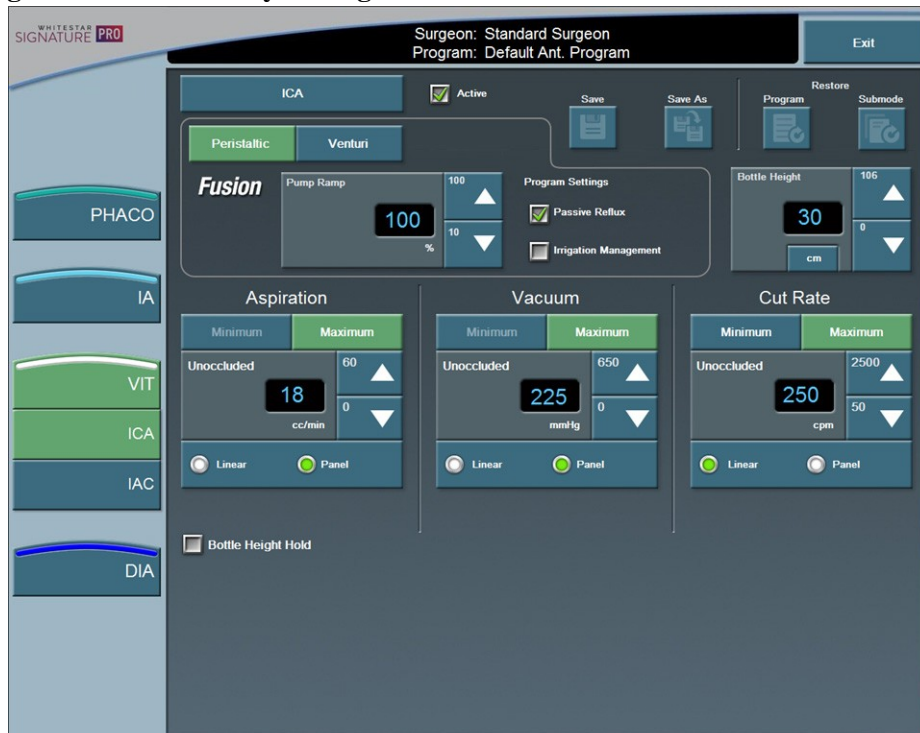 WHITESTAR
SIGNATURE PRO
Surgeon: Standard Surgeon
Program: Default Ant. Program
Exit
ICA
Active
Save
Save As
Restore
Program
Submode
Peristaltic
Venturi
Fusion
Pump Ramp
100
%
100
10
Program Settings
Passive Reflux
Irrigation Management
Bottle Height
30
cm
106
0
PHACO
IA
VIT
ICA
IAC
DIA
Aspiration
Minimum
Maximum
Unoccluded
18
cc/min
60
0
Linear
Panel
Vacuum
Minimum
Maximum
Unoccluded
225
mmHg
650
0
Linear
Panel
Cut Rate
Minimum
Maximum
Unoccluded
250
cpm
2500
50
Linear
Panel
Bottle Height Hold